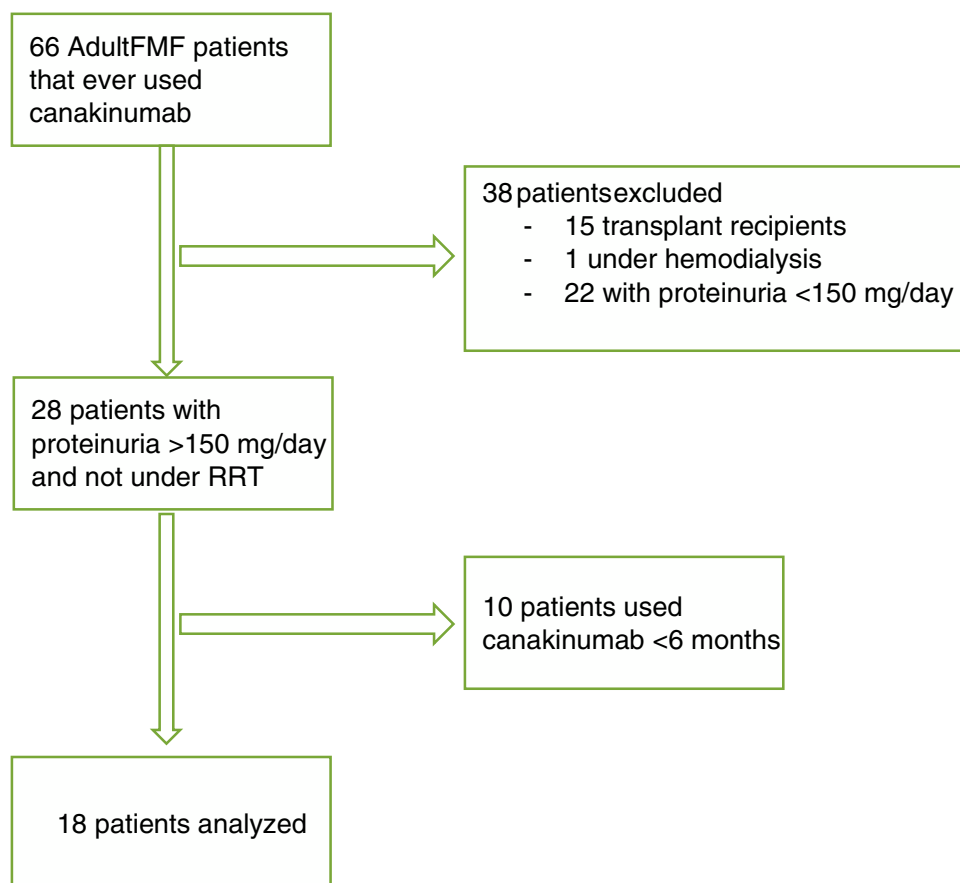 66 AdultFMF patients
that ever used
canakinumab
38 patientsexcluded
- 15 transplant recipients
- 1 under hemodialysis
- 22 with proteinuria <150 mg/day
28 patients with
proteinuria >150 mg/day
and not under RRT
10 patients used
canakinumab <6 months
18 patients analyzed